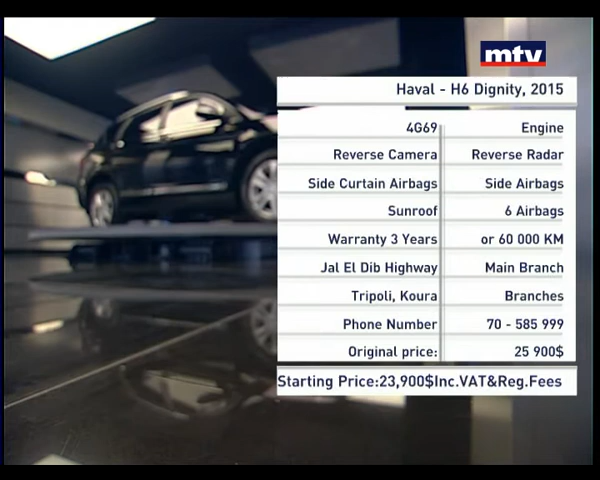 mtv
Haval - H6 Dignity, 2015
4G69 Engine
Reverse Camera Reverse Radar
Side Curtain Airbags Side Airbags
Sunroof 6 Airbags
Warranty 3 Years or 60 000 KM
Jal El Dib Highway Main Branch
Tripoli, Koura Branches
Phone Number 70 - 585 999
Original price: 25 900$
Starting Price:23,900$Inc.VAT&Reg.Fees